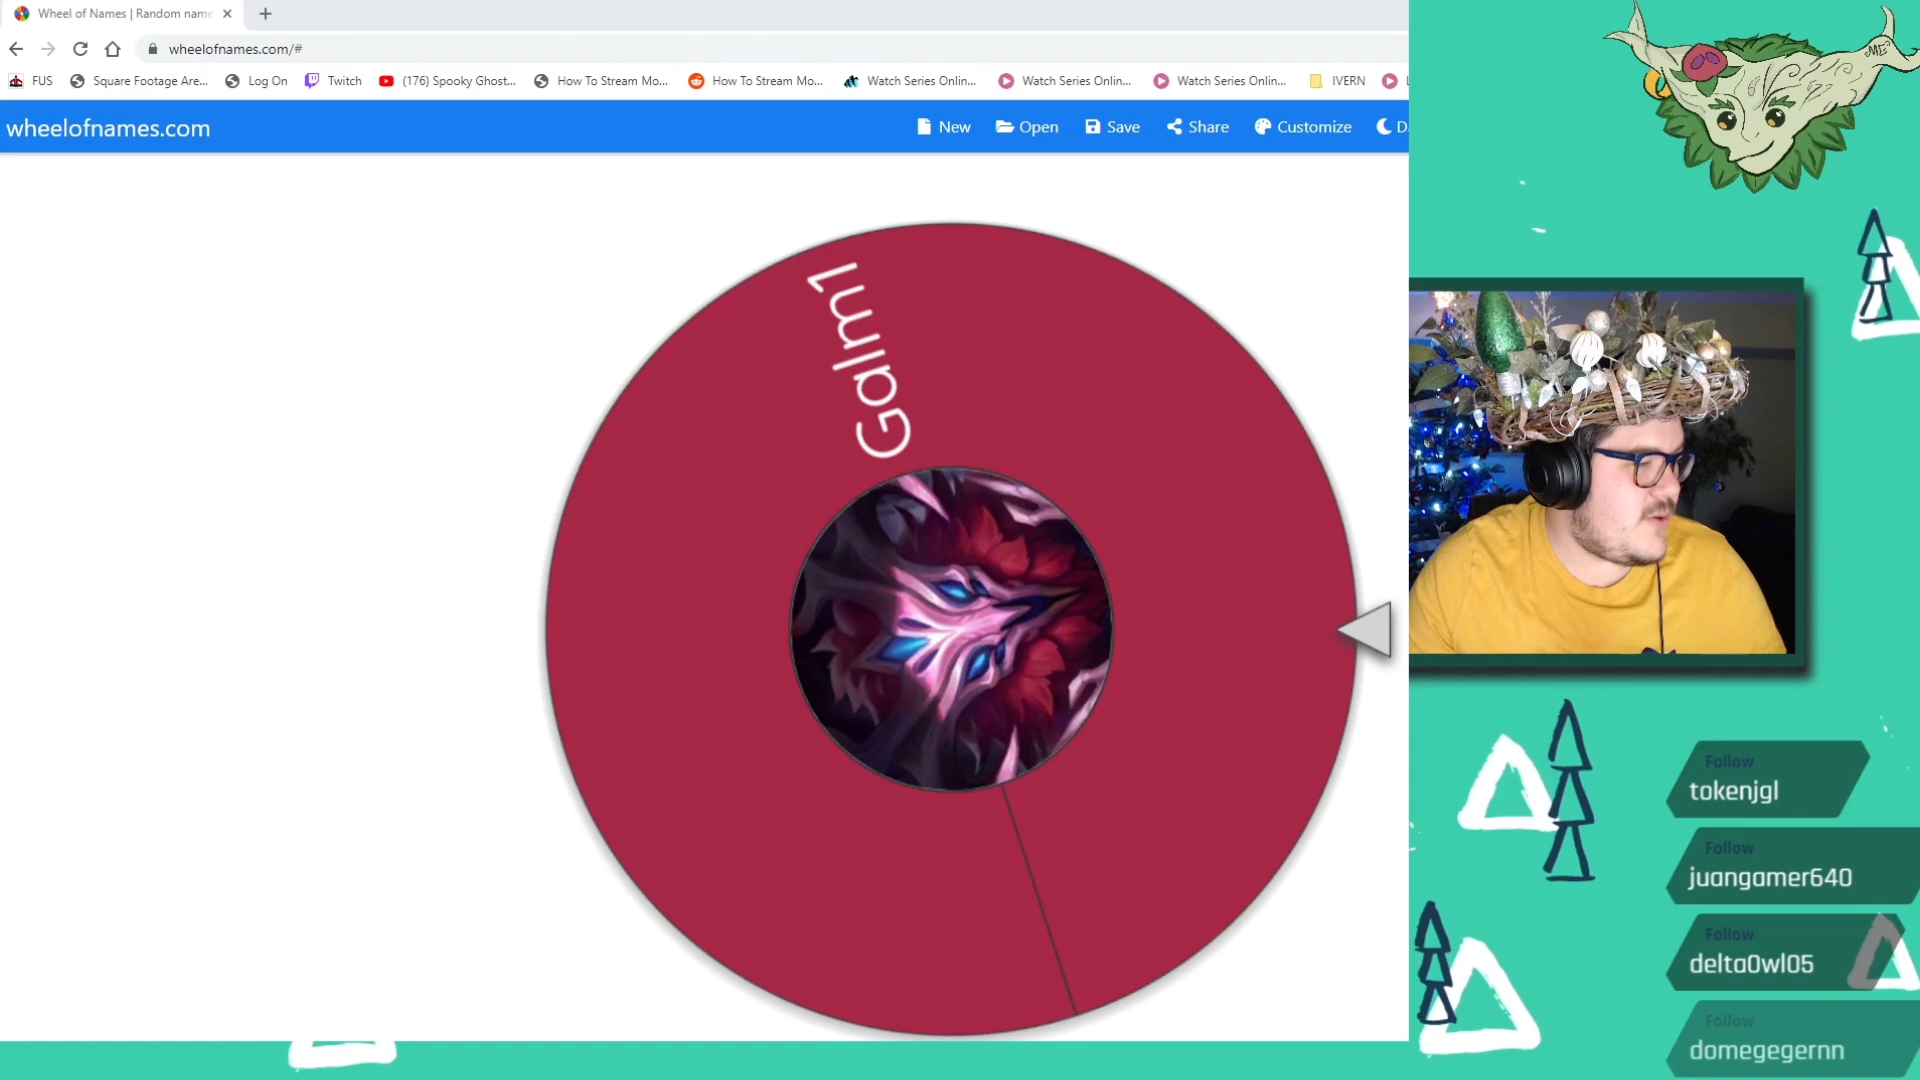 Wheel of Names | Random name
wheelofnames.com/#
FUS Square Footage Are... Log On Twitch (176) Spooky Ghost... How To Stream Mo... How To Stream Mo... Watch Series Onlin... Watch Series Onlin... Watch Series Onlin... IVERN
wheelofnames.com New Open Save Share Customize
Galm1
Follow
tokenjgl
Follow
juangamer640
Follow
delta0wl05
Follow
domegegernn